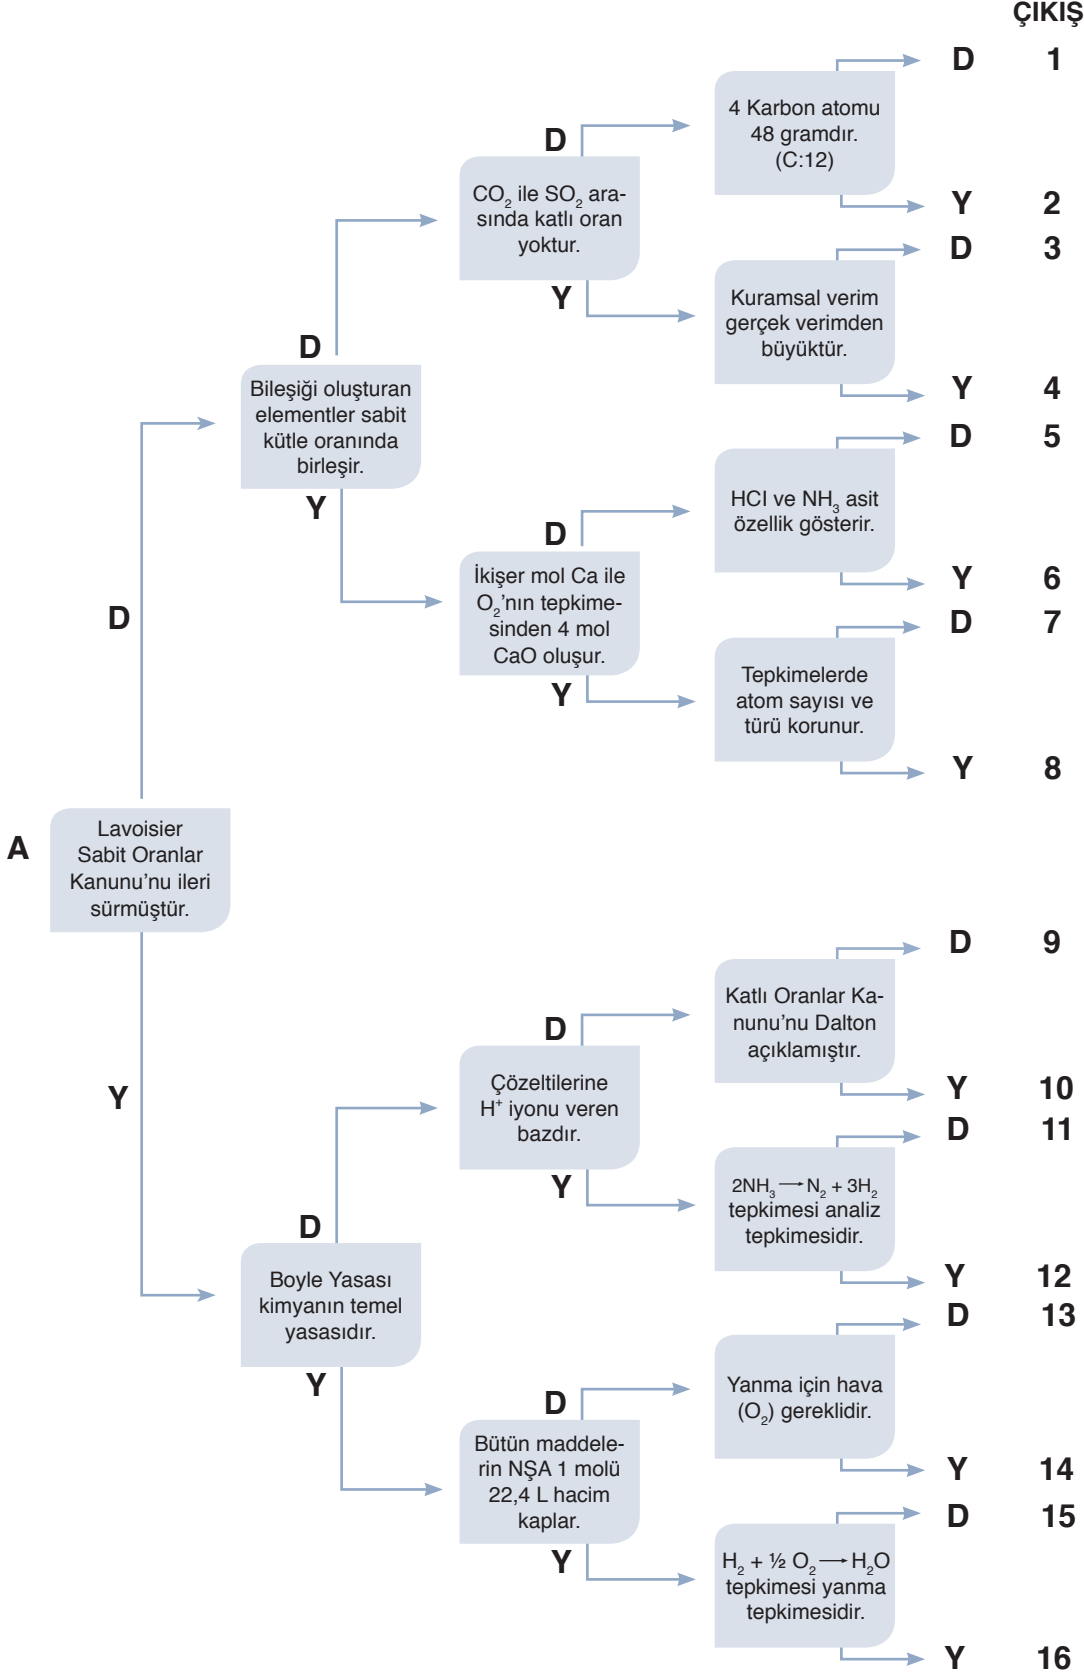 ÇIKIŞ
D 1
4 Karbon atomu
48 gramdır.
(C:12)
D
CO₂ ile SO₂ ara-
sında katlı oran
yoktur.
Y 2
D 3
Y
Kuramsal verim
gerçek verimden
büyüktür.
D
Bileşiği oluşturan
elementler sabit
kütle oranında
birleşir.
Y 4
D 5
Y
HCl ve NH₃ asit
özellik gösterir.
D
İkişer mol Ca ile
O₂’nın tepkime-
sinden 4 mol
CaO oluşur.
Y 6
D
D 7
Y
Tepkimelerde
atom sayısı ve
türü korunur.
Y 8
A
Lavoisier
Sabit Oranlar
Kanunu’nu ileri
sürmüştür.
D 9
Katlı Oranlar Ka-
nunu’nu Dalton
açıklamıştır.
D
Y
Çözeltilerine
H⁺ iyonu veren
bazdır.
Y 10
D 11
Y
2NH₃ → N₂ + 3H₂
tepkimesi analiz
tepkimesidir.
D
Boyle Yasası
kimyanın temel
yasasıdır.
Y 12
D 13
Y
Yanma için hava
(O₂) gereklidir.
D
Bütün maddele-
rin NŞA 1 molü
22,4 L hacim
kaplar.
Y 14
D 15
Y
H₂ + ½ O₂ → H₂O
tepkimesi yanma
tepkimesidir.
Y 16